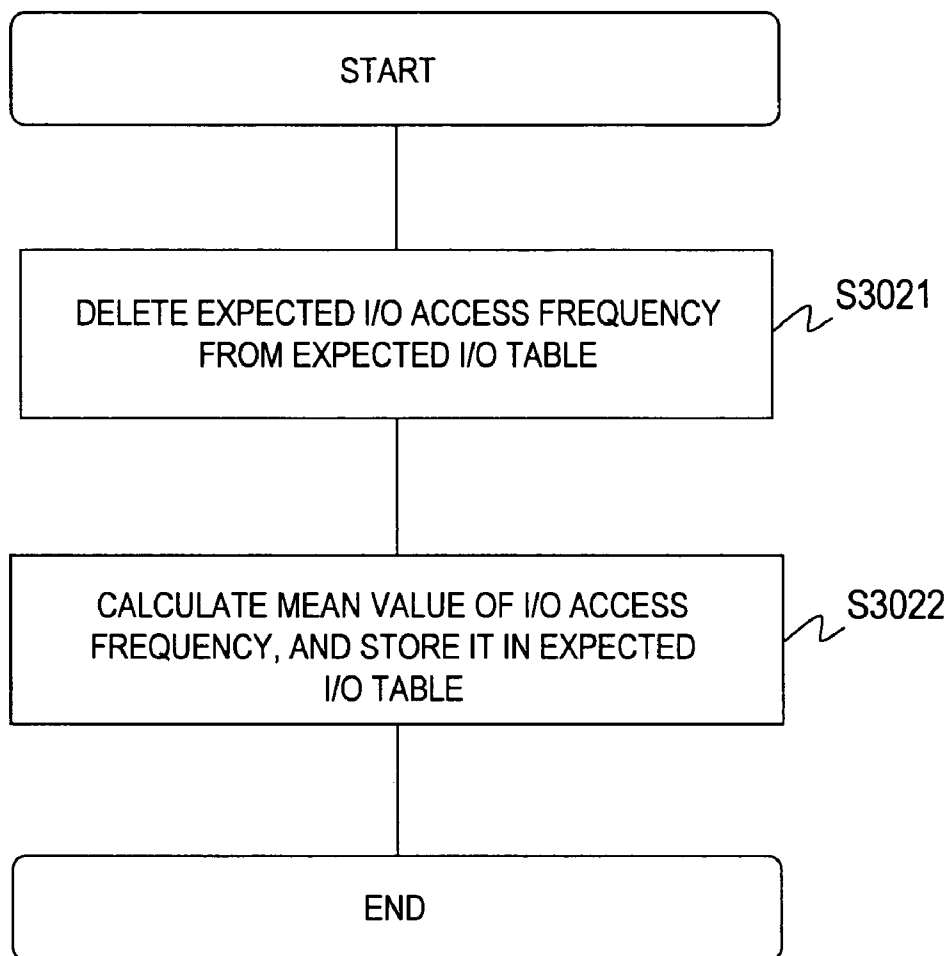 START
DELETE EXPECTED I/O ACCESS FREQUENCY
FROM EXPECTED I/O TABLE
S3021
CALCULATE MEAN VALUE OF I/O ACCESS
FREQUENCY, AND STORE IT IN EXPECTED
I/O TABLE
S3022
END